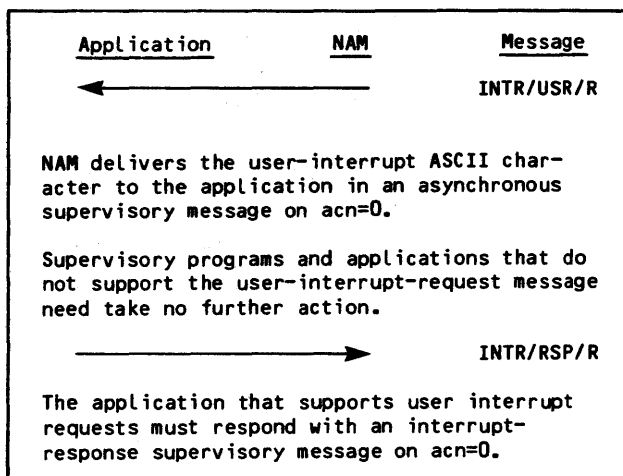 Application NAM Message
INTR/USR/R
NAM delivers the user-interrupt ASCII char-
acter to the application in an asynchronous
supervisory message on acn=0.
Supervisory programs and applications that do
not support the user-interrupt-request message
need take no further action.
INTR/RSP/R
The application that supports user interrupt
requests must respond with an interrupt-
response supervisory message on acn=0.